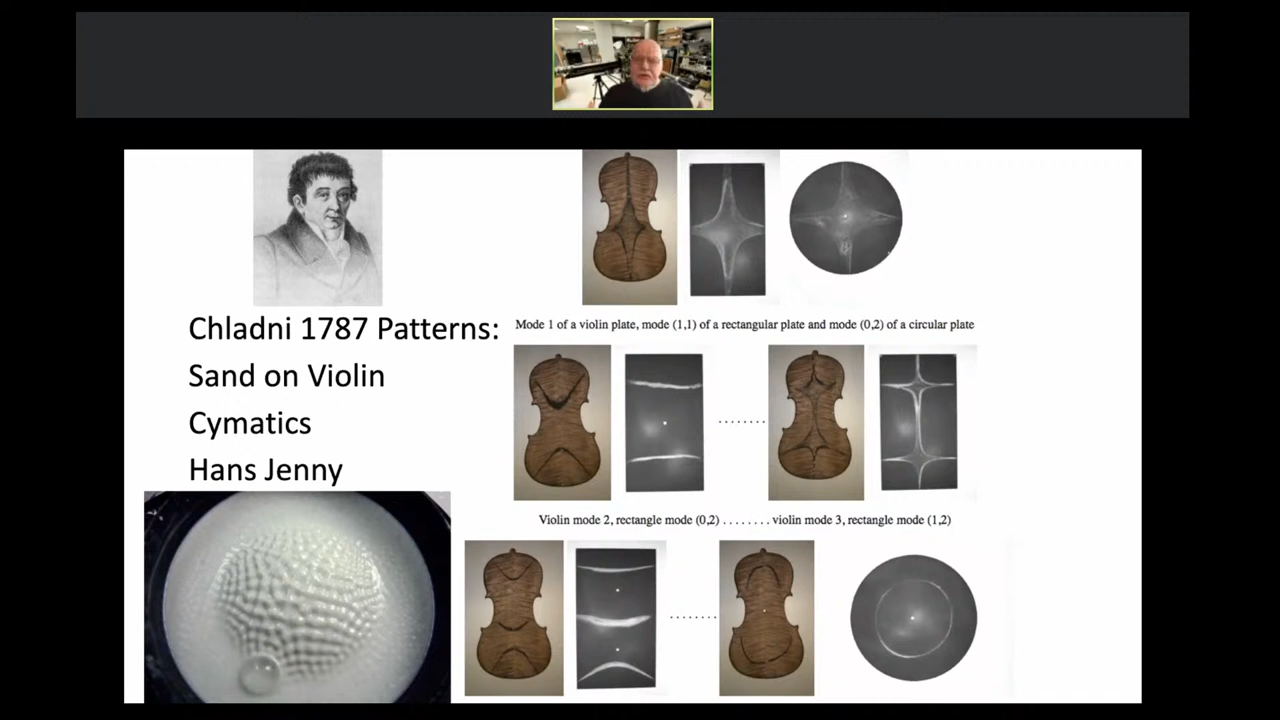 Chladni 1787 Patterns:
Sand on Violin
Cymatics
Hans Jenny
Mode 1 of a violin plate, mode (1,1) of a rectangular plate and mode (0,2) of a circular plate
Violin mode 2, rectangle mode (0,2) . . . . . . . . violin mode 3, rectangle mode (1,2)